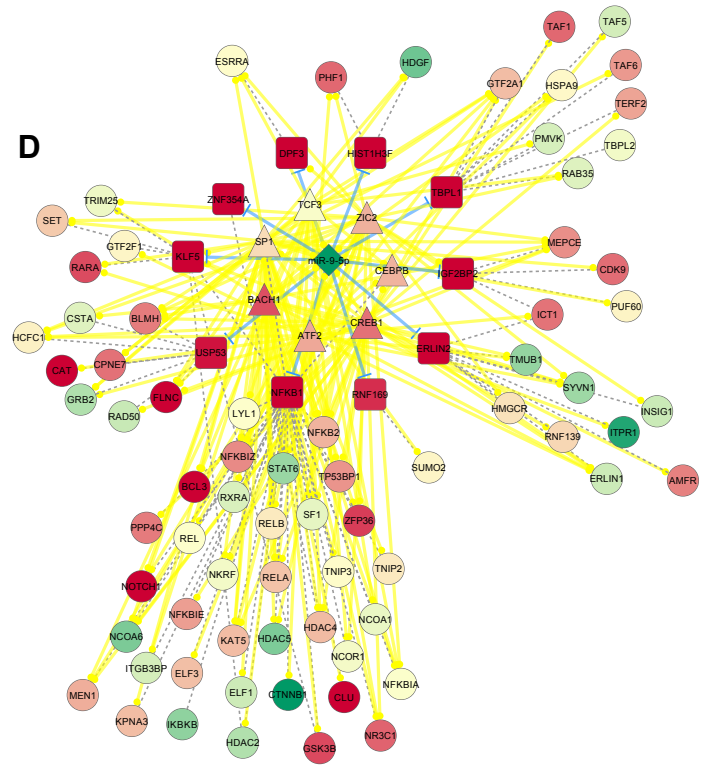 D
TAF1
TAF5
ESRRA
PHF1
HDGF
TAF6
GTF2A1
HSPA9
TERF2
PMVK
TBPL2
DPF3
HIST1H3F
RAB35
TBPL1
ZNF354A
TRIM25
TCF3
ZIC2
SET
GTF2F1
SP1
MEPCE
KLF5
miR-9-5p
RARA
CEBPB
IGF2BP2
CDK9
BACH1
PUF60
CSTA
BLMH
CREB1
ICT1
HCFC1
ATF2
USP53
ERLIN2
TMUB1
CPNE7
CAT
SYVN1
GRB2
FLNC
NFKB1
RNF169
RAD50
LYL1
HMGCR
INSIG1
NFKB2
RNF139
ITPR1
NFKBIZ
STAT6
SUMO2
TP53BP1
ERLIN1
AMFR
BCL3
RXRA
PPP4C
RELB
SF1
ZFP36
REL
NKRF
RELA
TNIP3
TNIP2
NOTCH1
NFKBIE
NCOA6
KAT5
HDAC5
HDAC4
NCOA1
ITGB3BP
ELF3
NCOR1
NFKBIA
MEN1
ELF1
CTNNB1
CLU
KPNA3
IKBKB
HDAC2
GSK3B
NR3C1